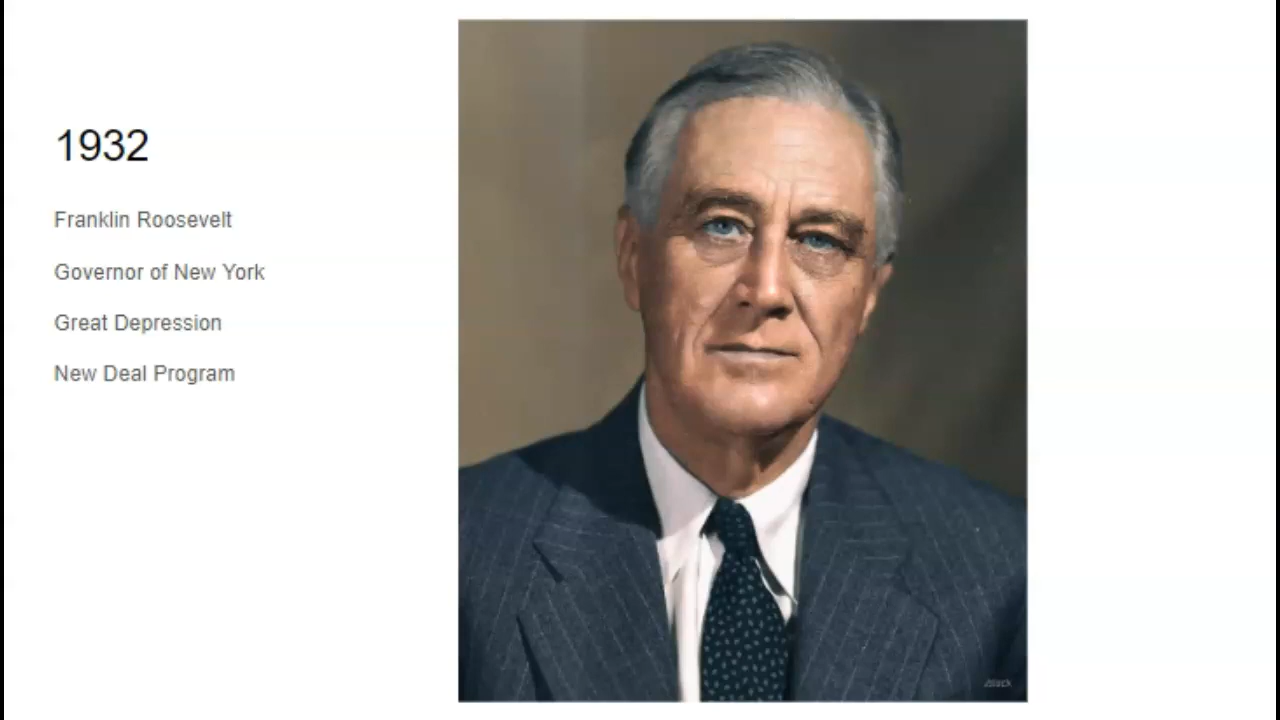 1932
Franklin Roosevelt
Governor of New York
Great Depression
New Deal Program